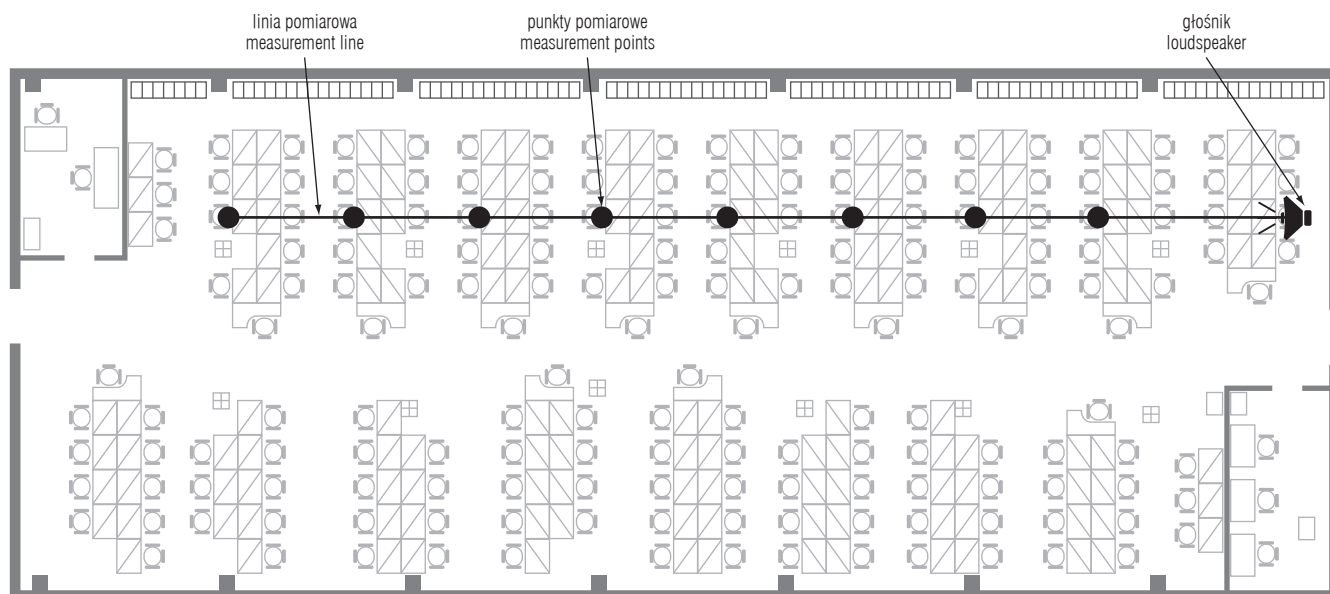 linia pomiarowa
measurement line
punkty pomiarowe
measurement points
głośnik
loudspeaker